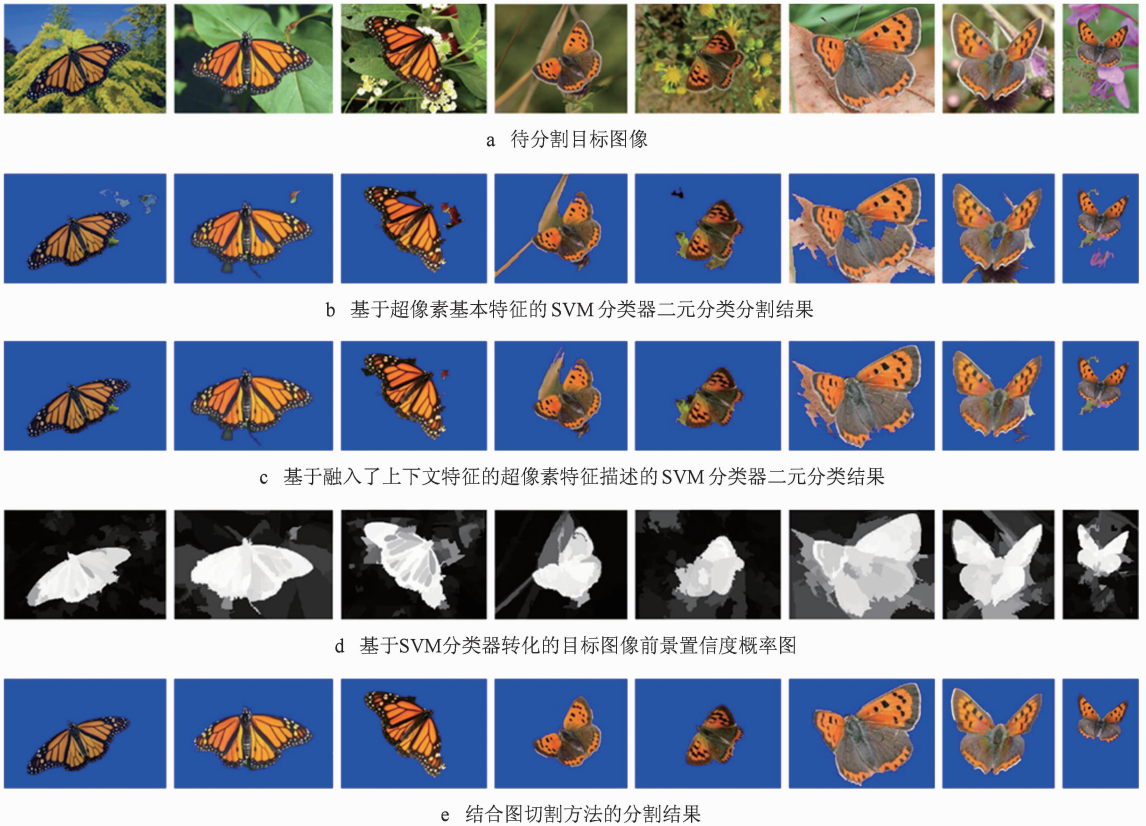 a 待分割目标图像
b 基于超像素基本特征的SVM分类器二元分类分割结果
c 基于融入了上下文特征的超像素特征描述的SVM分类器二元分类结果
d 基于SVM分类器转化的目标图像前景置信度概率图
e 结合图切割方法的分割结果